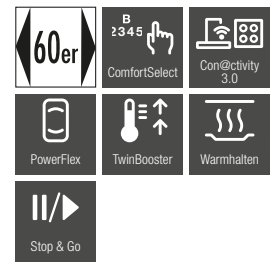 60er
B
2345
ComfortSelect
Con@ctivity
3.0
PowerFlex
TwinBooster
Warmhalten
Stop & Go